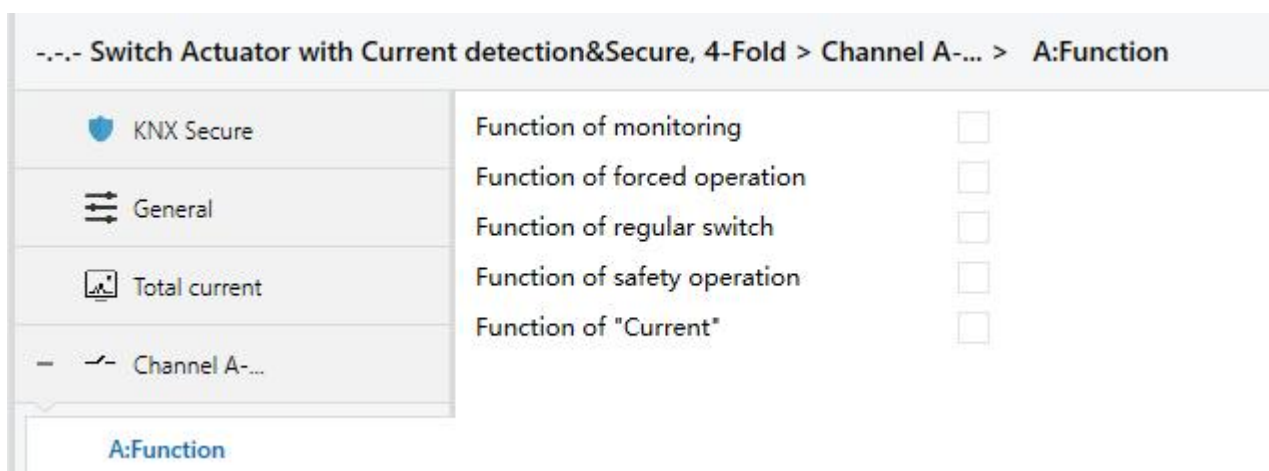 -.-.- Switch Actuator with Current detection&Secure, 4-Fold > Channel A-... > A:Function
KNX Secure
General
Total current
Channel A-...
A:Function
Function of monitoring
Function of forced operation
Function of regular switch
Function of safety operation
Function of "Current"